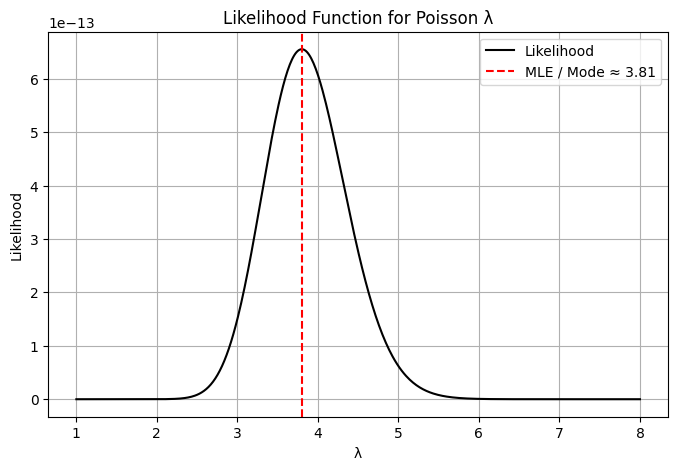 Likelihood Function for Poisson λ
1e−13
Likelihood
MLE / Mode ≈ 3.81
6
5
4
3
2
1
0
Likelihood
1 2 3 4 5 6 7 8
λ